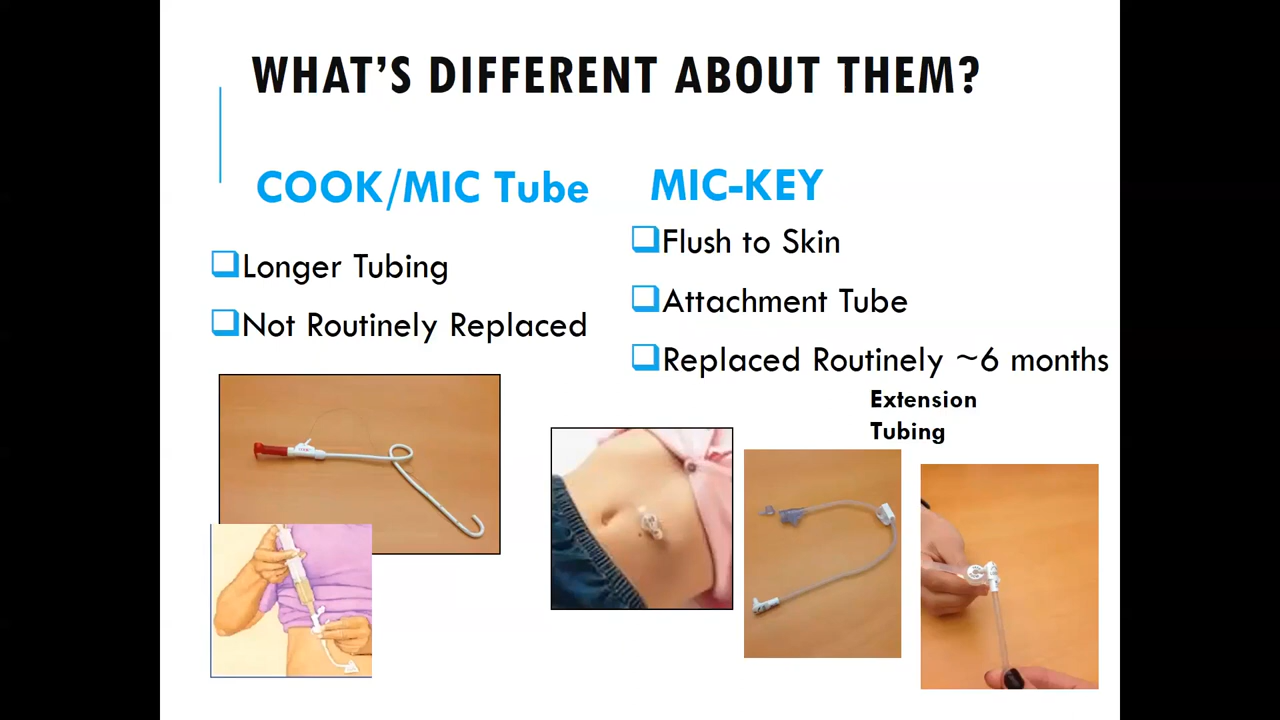 WHAT'S DIFFERENT ABOUT THEM?
COOK/MIC Tube
❑Longer Tubing
❑Not Routinely Replaced
MIC-KEY
❑Flush to Skin
❑Attachment Tube
❑Replaced Routinely ~6 months
Extension
Tubing